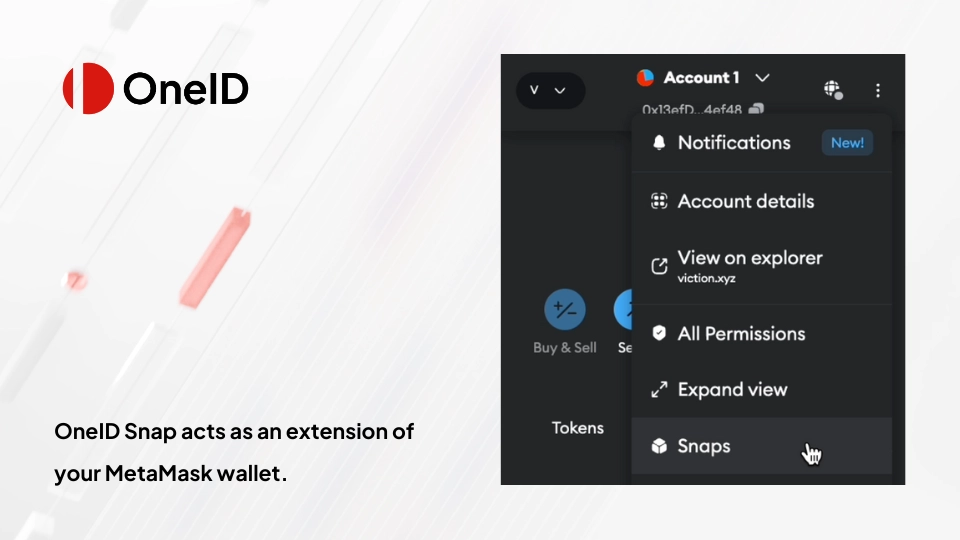 OneID
OneID Snap acts as an extension of
your MetaMask wallet.
V
Account 1
0x13efD...4ef48
Notifications
New!
Account details
View on explorer
viction.xyz
All Permissions
Expand view
Snaps
Buy & Sell
Se
Tokens